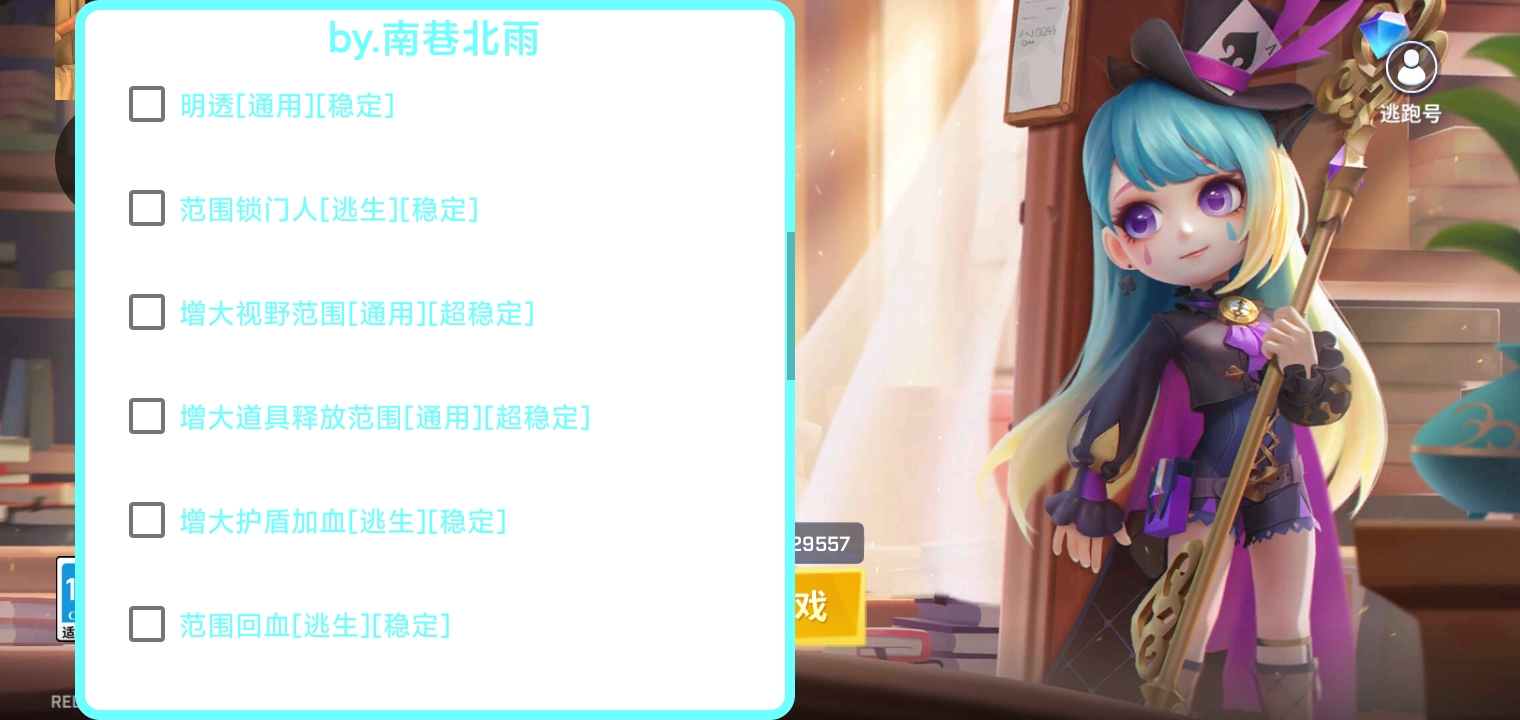 by.南巷北雨
明透[通用][稳定]
范围锁门人[逃生][稳定]
增大视野范围[通用][超稳定]
增大道具释放范围[通用][超稳定]
增大护盾加血[逃生][稳定]
范围回血[逃生][稳定]
逃跑号
29557
戏
1
C
适
REL
A